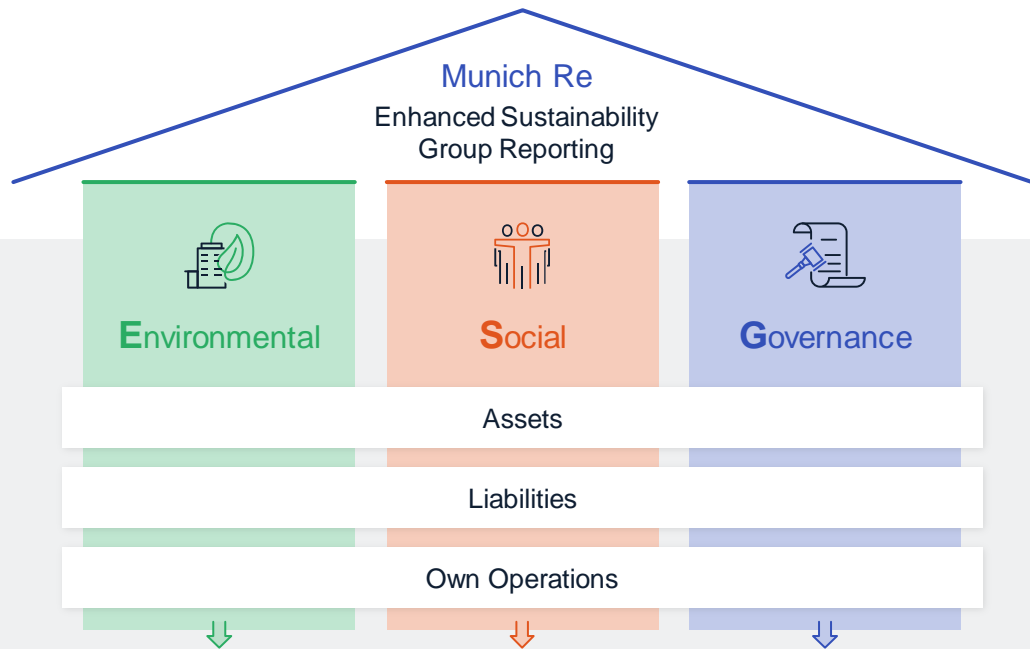 Munich Re
Enhanced Sustainability
Group Reporting
Environmental
Social
Governance
Assets
Liabilities
Own Operations